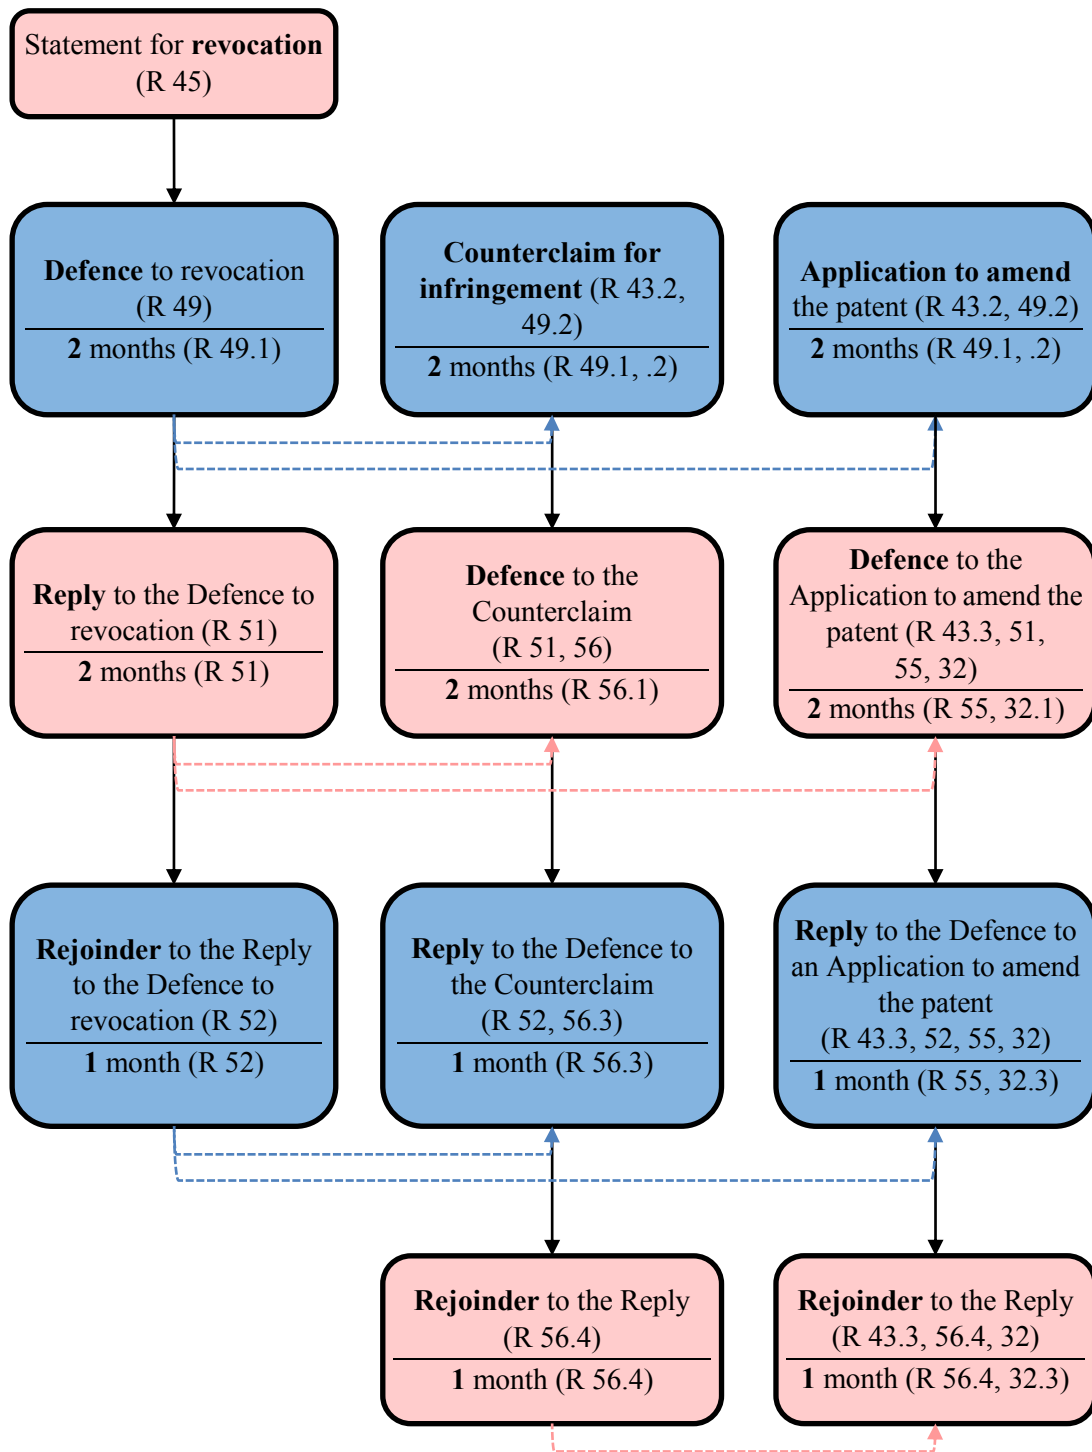 Statement for revocation
(R 45)
Defence to revocation
(R 49)
2 months (R 49.1)
Counterclaim for
infringement (R 43.2,
49.2)
2 months (R 49.1, .2)
Application to amend
the patent (R 43.2, 49.2)
2 months (R 49.1, .2)
Reply to the Defence to
revocation (R 51)
2 months (R 51)
Defence to the
Counterclaim
(R 51, 56)
2 months (R 56.1)
Defence to the
Application to amend the
patent (R 43.3, 51,
55, 32)
2 months (R 55, 32.1)
Rejoinder to the Reply
to the Defence to
revocation (R 52)
1 month (R 52)
Reply to the Defence to
the Counterclaim
(R 52, 56.3)
1 month (R 56.3)
Reply to the Defence to
an Application to amend
the patent
(R 43.3, 52, 55, 32)
1 month (R 55, 32.3)
Rejoinder to the Reply
(R 56.4)
1 month (R 56.4)
Rejoinder to the Reply
(R 43.3, 56.4, 32)
1 month (R 56.4, 32.3)